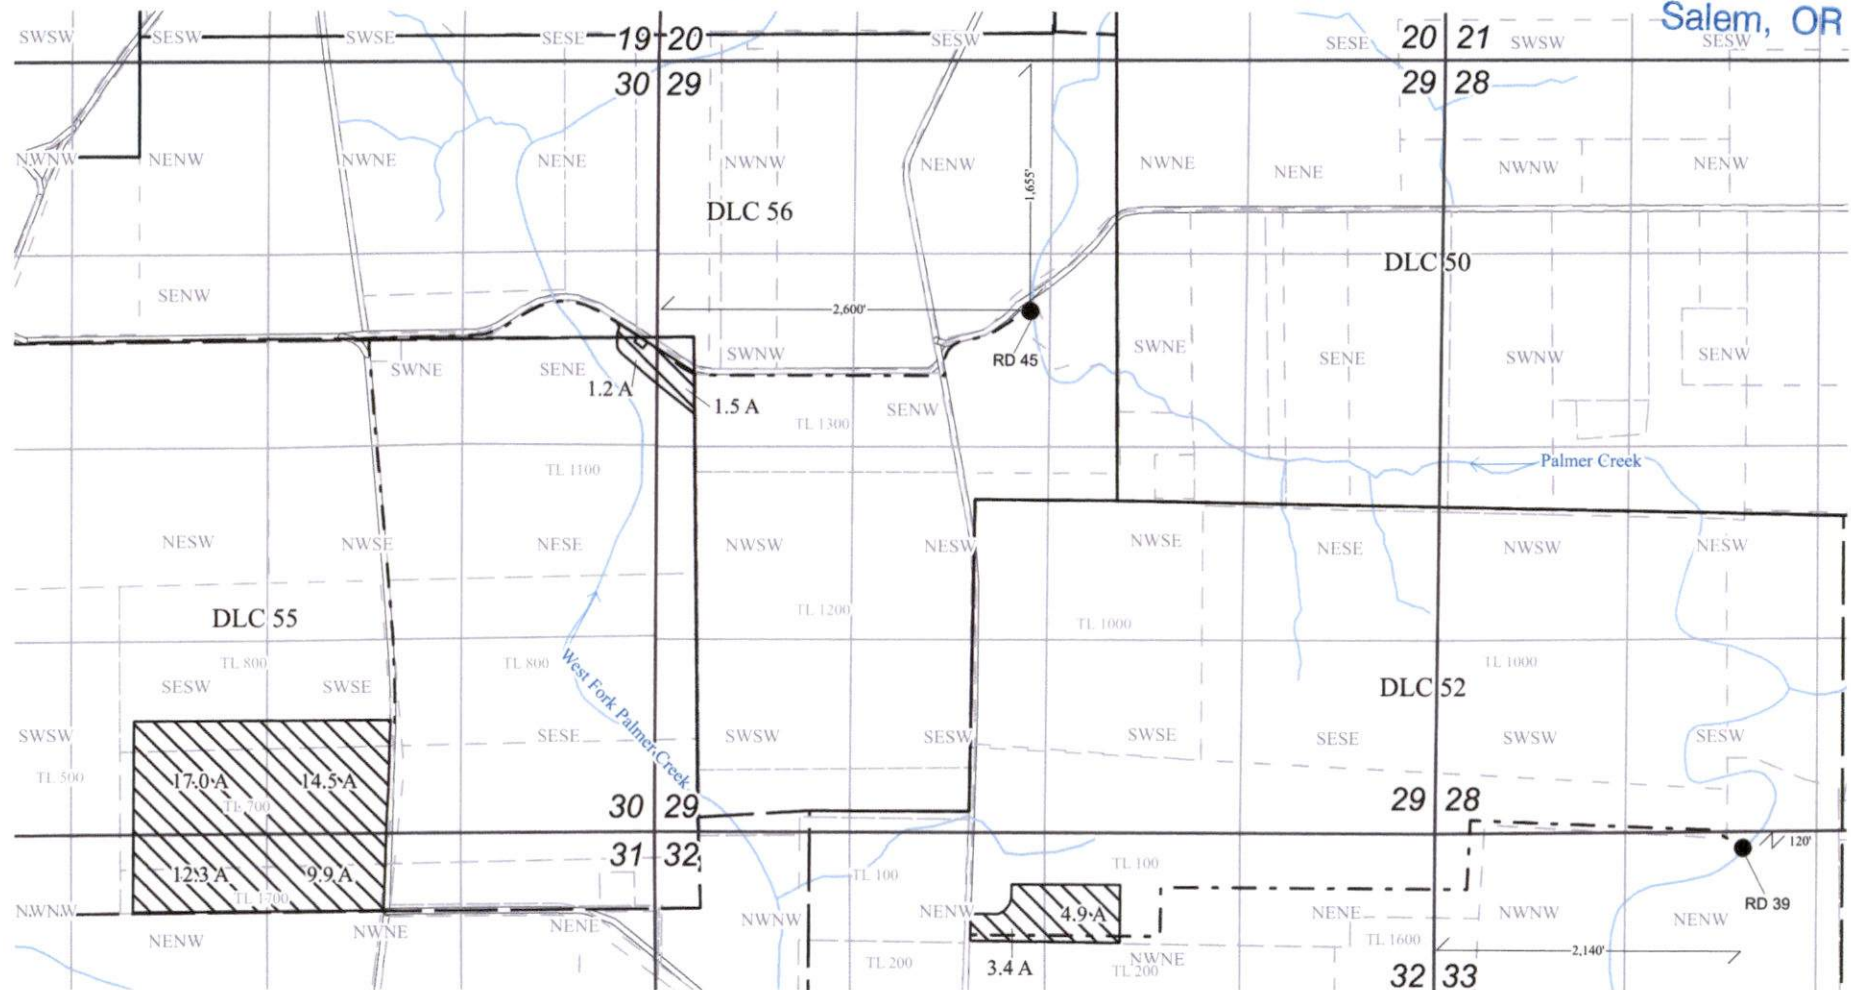 Salem, OR
SWSW SESW SWSE SESE 19 20 SESW SESE 20 21 SWSW SESW
30 29 29 28
NWNW NENW NWNE NENE NWNW NENW NWNE NENE NWNW NENW
1,655'
DLC 56
DLC 50
SENW
2,600'
SWNE SENE SWNW RD 45 SWNE SENE SWNW SENW
1.2 A 1.5 A SENW
TL 1300
TL 1100
Palmer Creek
NESW NWSE NESE NWSW NESW NWSE NESE NWSW NESW
DLC 55 TL 1200 TL 1000
TL 800 TL 800 TL 1000
West Fork Palmer Creek
SESW SWSE DLC 52
SWSW SESE SWSW SESW SWSE SESE SWSW SESW
TL 500 17.0 A 14.5 A
TL 700 30 29 29 28
120'
31 32 TL 100 TL 100
12.3 A 9.9 A
TL 1700 RD 39
NWNW NENW NWNE NENE NWNW NENW 4.9 A NENE NWNW NENW
TL 1600 2,140'
TL 200 3.4 A NWNE
TL 200 32 33